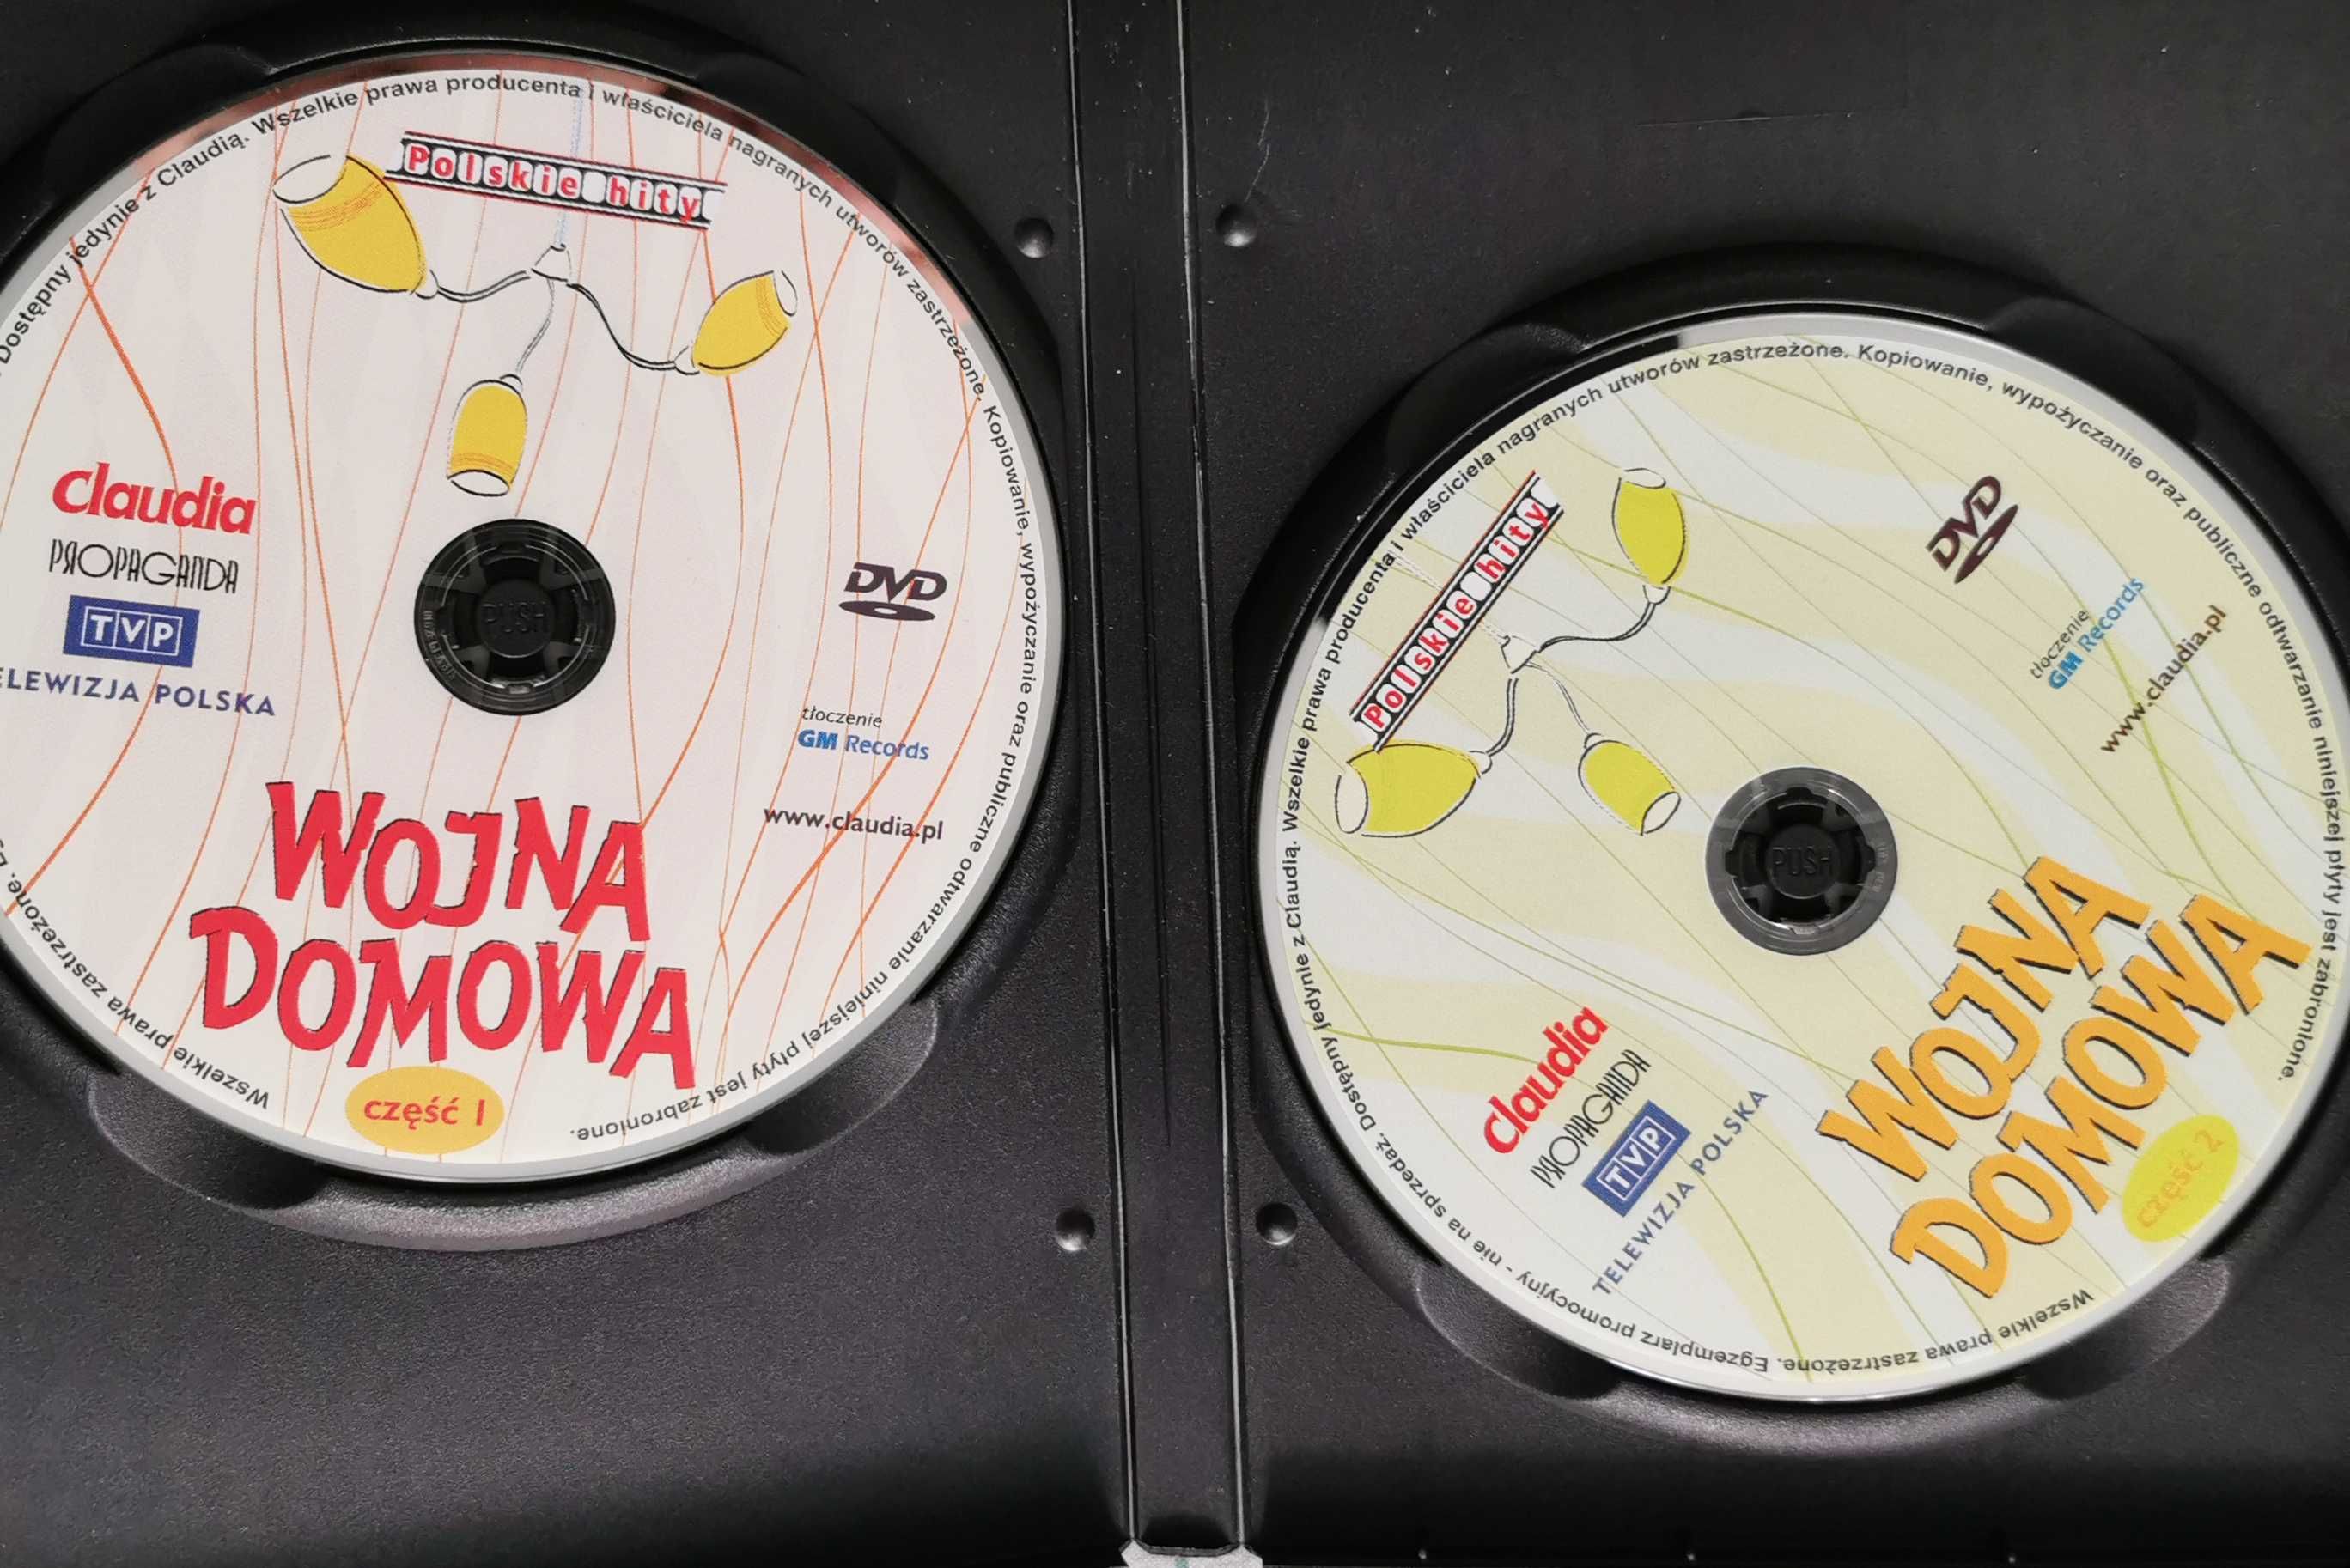 Dostępny jedynie z Claudią. Wszelkie prawa producenta i właściciela nagranych utworów zastrzeżone. Kopiowanie, wypożyczanie oraz publiczne odtwarzanie niniejszej płyty jest zabronione.
Polskie hity
claudia
PROPAGANDA
TVP
ELEWIZJA POLSKA
PUSH
DVD
tłoczenie
GM Records
www.claudia.pl
WOJNA
DOMOWA
część 1
Wszelkie prawa zastrzeżone.
Wszelkie prawa zastrzeżone. Egzemplarz promocyjny - nie na sprzedaż. Dostępny jedynie z Claudią. Wszelkie prawa producenta i właściciela nagranych utworów zastrzeżone. Kopiowanie, wypożyczanie oraz publiczne odtwarzanie niniejszej płyty jest zabronione.
Polskie hity
DVD
tłoczenie
GM Records
www.claudia.pl
PUSH
claudia
PROPAGANDA
TVP
TELEWIZJA POLSKA
WOJNA
DOMOWA
część 2